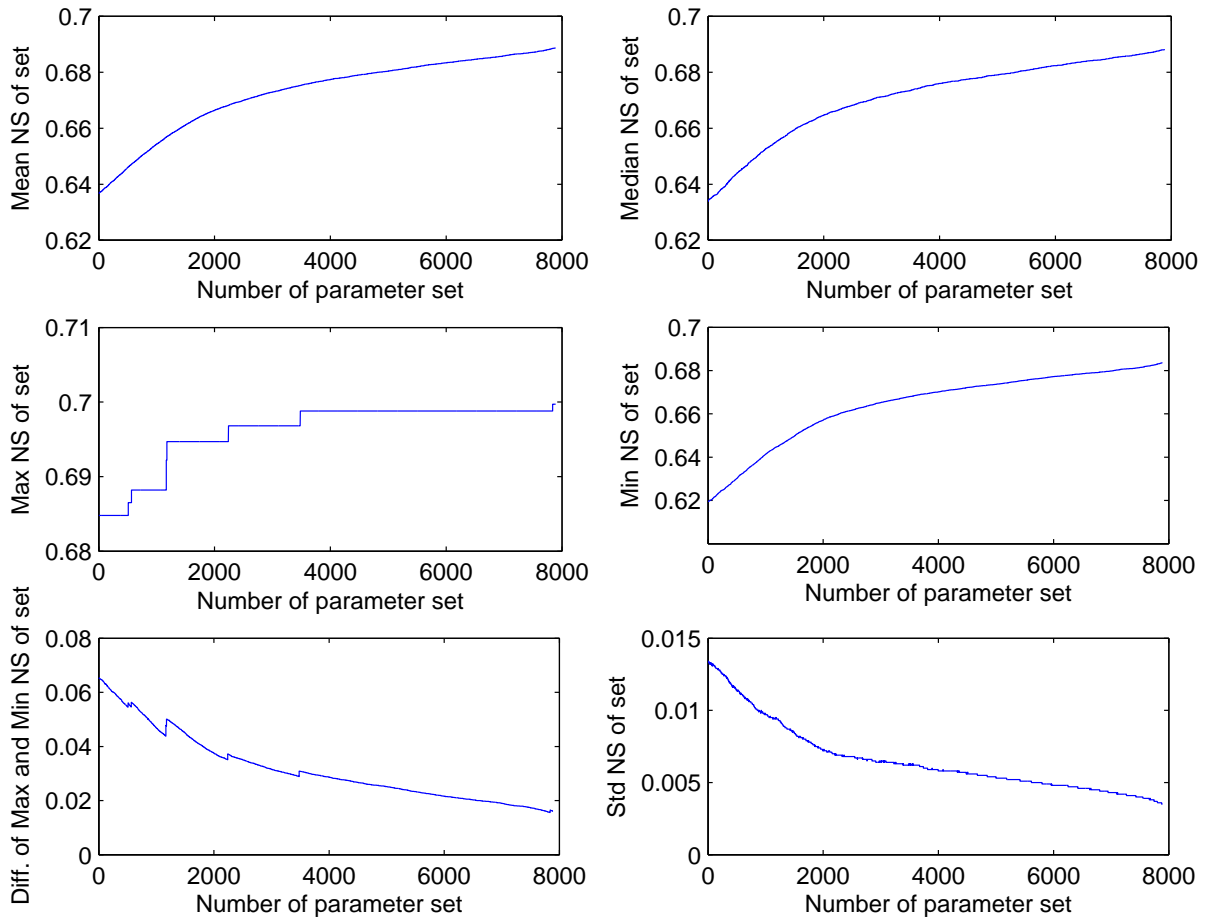 0.7
0.68
0.66
0.64
0.62
Mean NS of set
0 2000 4000 6000 8000
Number of parameter set
0.7
0.68
0.66
0.64
0.62
Median NS of set
0 2000 4000 6000 8000
Number of parameter set
0.71
0.7
0.69
0.68
Max NS of set
0 2000 4000 6000 8000
Number of parameter set
0.7
0.68
0.66
0.64
0.62
Min NS of set
0 2000 4000 6000 8000
Number of parameter set
0.08
0.06
0.04
0.02
0
Diff. of Max and Min NS of set
0 2000 4000 6000 8000
Number of parameter set
0.015
0.01
0.005
0
Std NS of set
0 2000 4000 6000 8000
Number of parameter set